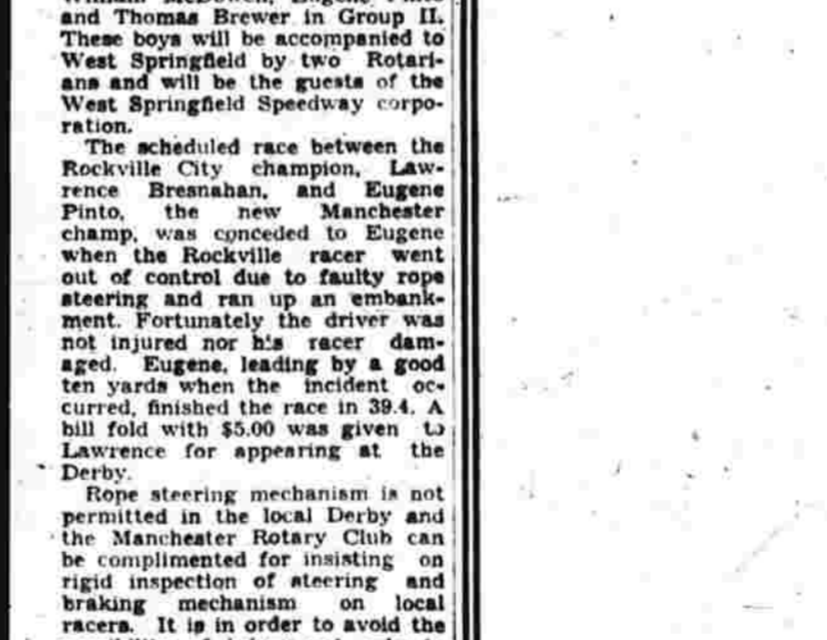 and Thomas Brewer in Group II.
These boys will be accompanied to
West Springfield by two Rotari-
ans and will be the guests of the
West Springfield Speedway corpo-
ration.
The scheduled race between the
Rockville City champion, Law-
rence Bresnahan, and Eugene
Pinto, the new Manchester
champ, was conceded to Eugene
when the Rockville racer went
out of control due to faulty rope
steering and ran up an embank-
ment. Fortunately the driver was
not injured nor his racer dam-
aged. Eugene, leading by a good
ten yards when the incident oc-
curred, finished the race in 39.4. A
bill fold with $5.00 was given to
Lawrence for appearing at the
Derby.
Rope steering mechanism is not
permitted in the local Derby and
the Manchester Rotary Club can
be complimented for insisting on
rigid inspection of steering and
braking mechanism on local
racers. It is in order to avoid the